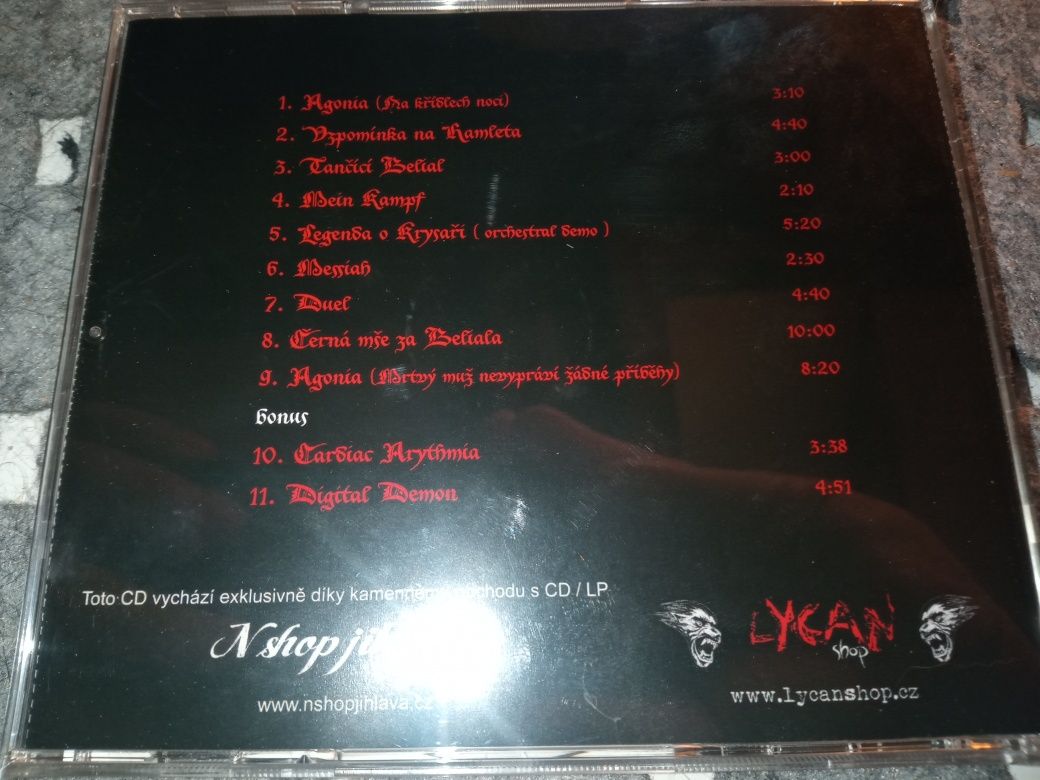 1. Agonia (Na křídlech noci) 3:10
2. Vzpomínka na Hamleta 4:40
3. Tančící Belial 3:00
4. Mein Kampf 2:10
5. Legenda o Krysaři ( orchestral demo ) 5:20
6. Messiah 2:30
7. Duel 4:40
8. Černá mše za Beliala 10:00
9. Agonia (Mrtvý muž nevypráví žádné příběhy) 8:20
bonus
10. Cardiac Arythmia 3:38
11. Digital Demon 4:51
Toto CD vychází exklusivně díky s CD / LP
N shop
www.nshopjihlava.cz
LYCAN
shop
www.lycanshop.cz